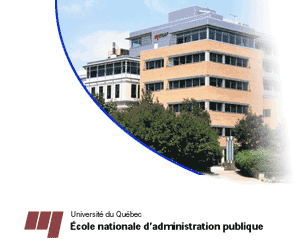 Université du Québec
École nationale d'administration publique